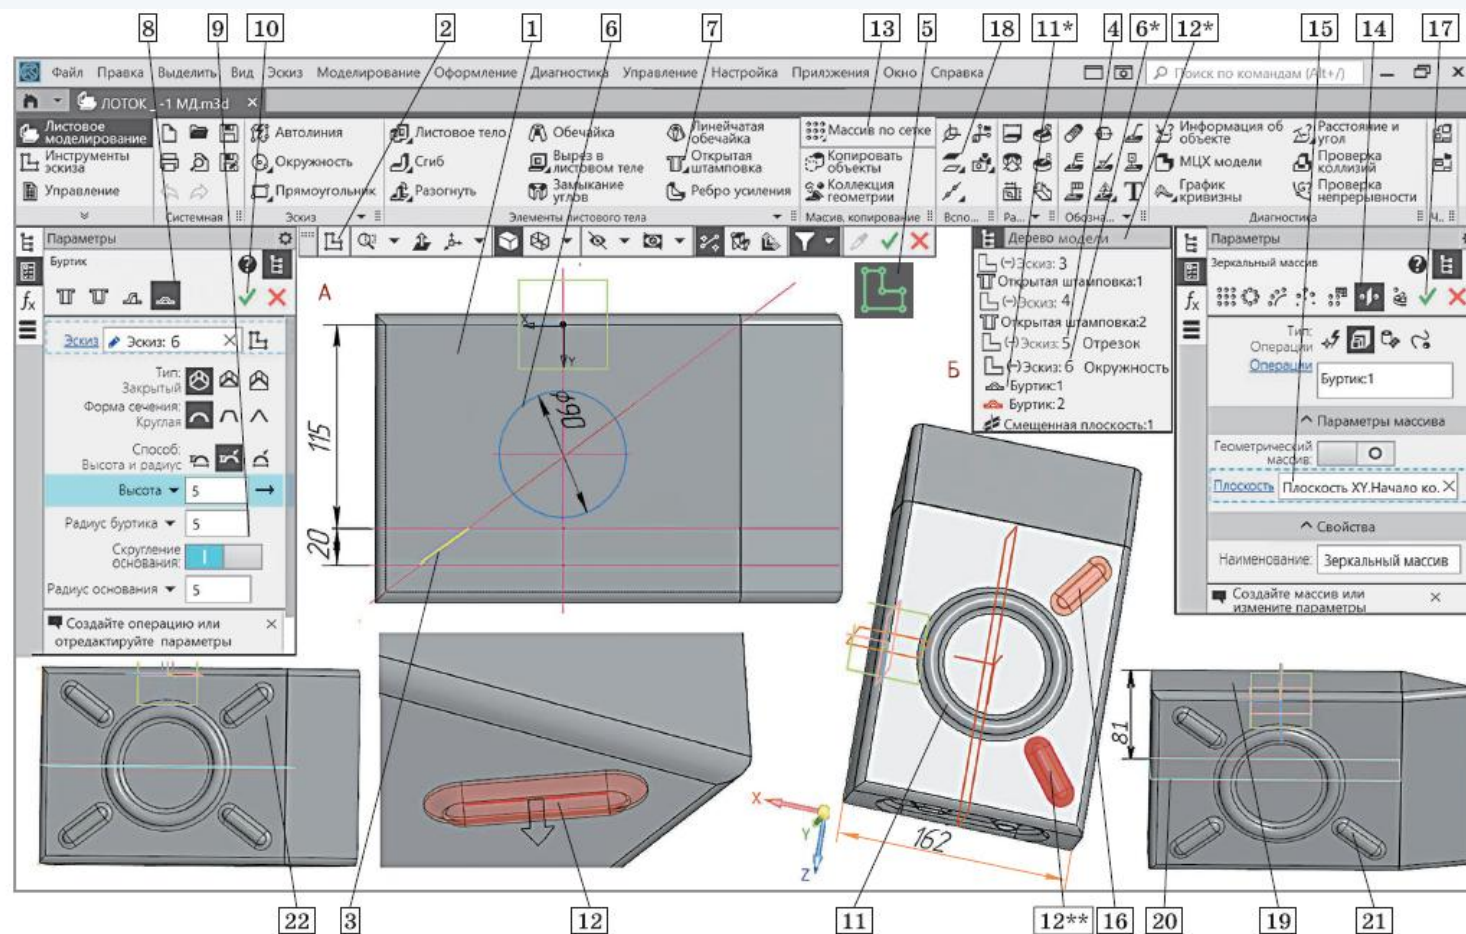 8 9 10 1 2 6 7 13 5 18 11* 4 6* 12* 15 14 17
Файл Правка Выделить Вид Эскиз Моделирование Оформление Диагностика Управление Настройка Приложения Окно Справка
Поиск по командам (Alt+/)
ЛОТОК_-1 МД.m3d ×
Листовое моделирование
Инструменты эскиза
Управление
Системная
Автолиния
Окружность
Прямоугольник
Эскиз
Листовое тело
Сгиб
Разогнуть
Обечайка
Вырез в листовом теле
Замыкание углов
Линейчатая обечайка
Открытая штамповка
Ребро усиления
Элементы листового тела
Массив по сетке
Копировать объекты
Коллекция геометрии
Массив, копирование
Вспо...
Ра...
Обозна...
Информация об объекте
МЦХ модели
График кривизны
Расстояние и угол
Проверка коллизий
Проверка непрерывности
Диагностика
Ч...
Параметры
Буртик
Эскиз Эскиз: 6
Тип: Закрытый
Форма сечения: Круглая
Способ: Высота и радиус
Высота 5
Радиус буртика 5
Скругление основания:
Радиус основания 5
Создайте операцию или
отредактируйте параметры
А
X
Y
ϕ90
115
20
Б
Дерево модели
(−)Эскиз: 3
Открытая штамповка:1
(−)Эскиз: 4
Открытая штамповка:2
(−)Эскиз: 5 Отрезок
(−)Эскиз: 6 Окружность
Буртик:1
Буртик:2
Смещенная плоскость:1
Параметры
Зеркальный массив
Тип: Операции
Операции
Буртик:1
Параметры массива
Геометрический массив:
Плоскость Плоскость XY.Начало ко.
Свойства
Наименование: Зеркальный массив
Создайте массив или
измените параметры
X
Y
Z
162
81
22 3 12 11 12** 16 20 19 21